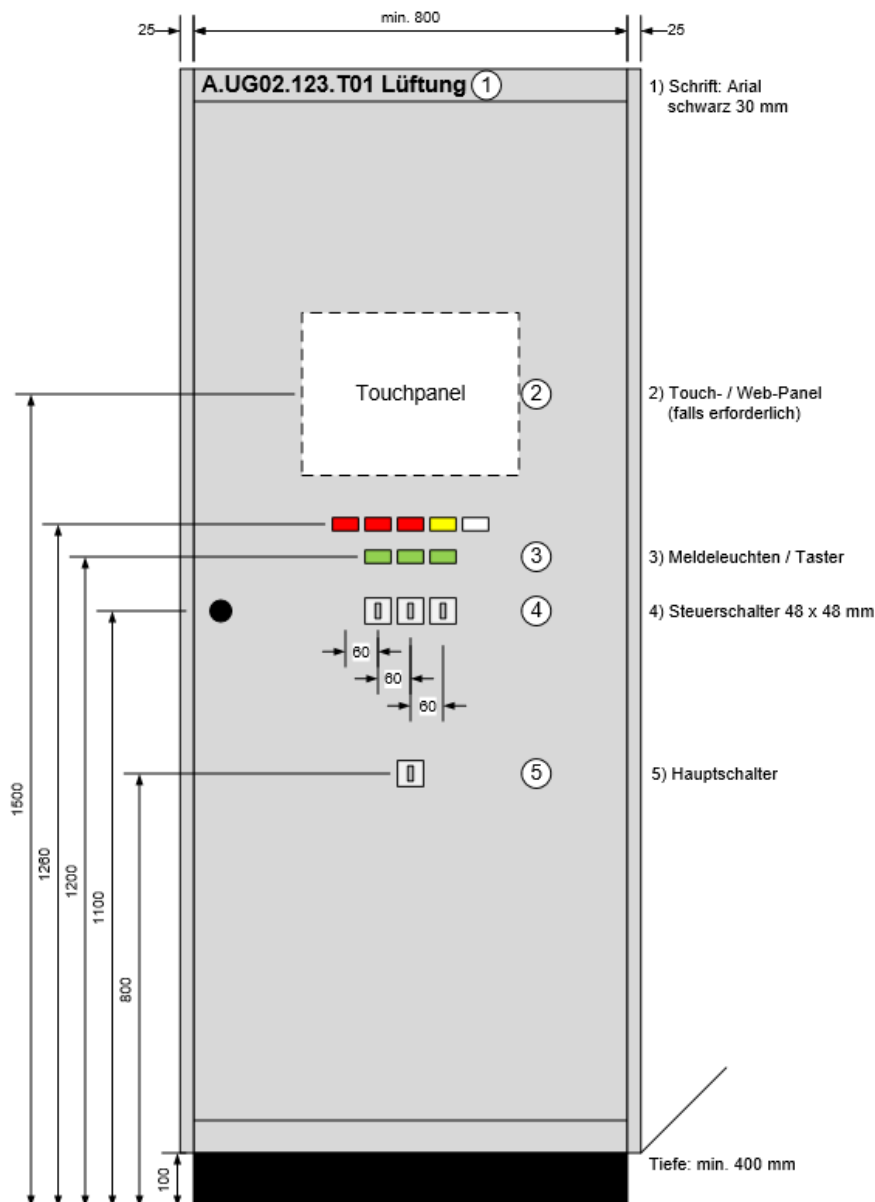 min. 800
25
25
A.UG02.123.T01 Lüftung
1
1) Schrift: Arial
schwarz 30 mm
Touchpanel
2
2) Touch- / Web-Panel
(falls erforderlich)
3
3) Meldeleuchten / Taster
4
4) Steuerschalter 48 x 48 mm
60
60
60
5
5) Hauptschalter
1500
1260
1200
1100
800
100
Tiefe: min. 400 mm